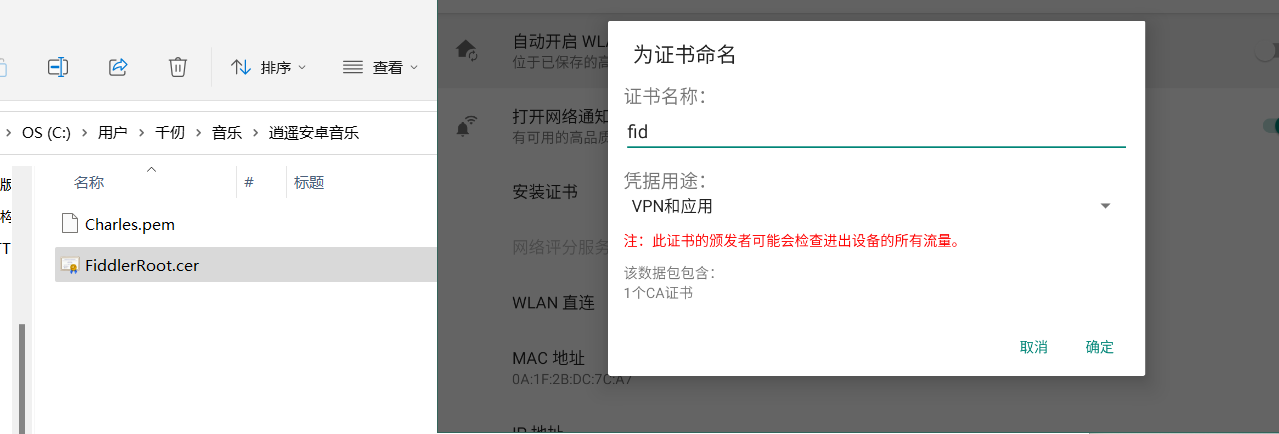 排序
查看
OS (C:) 用户 千仞 音乐 逍遥安卓音乐
版
名称 # 标题
构
Charles.pem
TT
FiddlerRoot.cer
自动开启 WLA
位于已保存的高
打开网络通知
有可用的高品质
安装证书
网络评分服务
WLAN 直连
MAC 地址
0A:1F:2B:DC:7C:A7
IP 地址
为证书命名
证书名称：
fid
凭据用途：
VPN和应用
注：此证书的颁发者可能会检查进出设备的所有流量。
该数据包包含：
1个CA证书
取消 确定